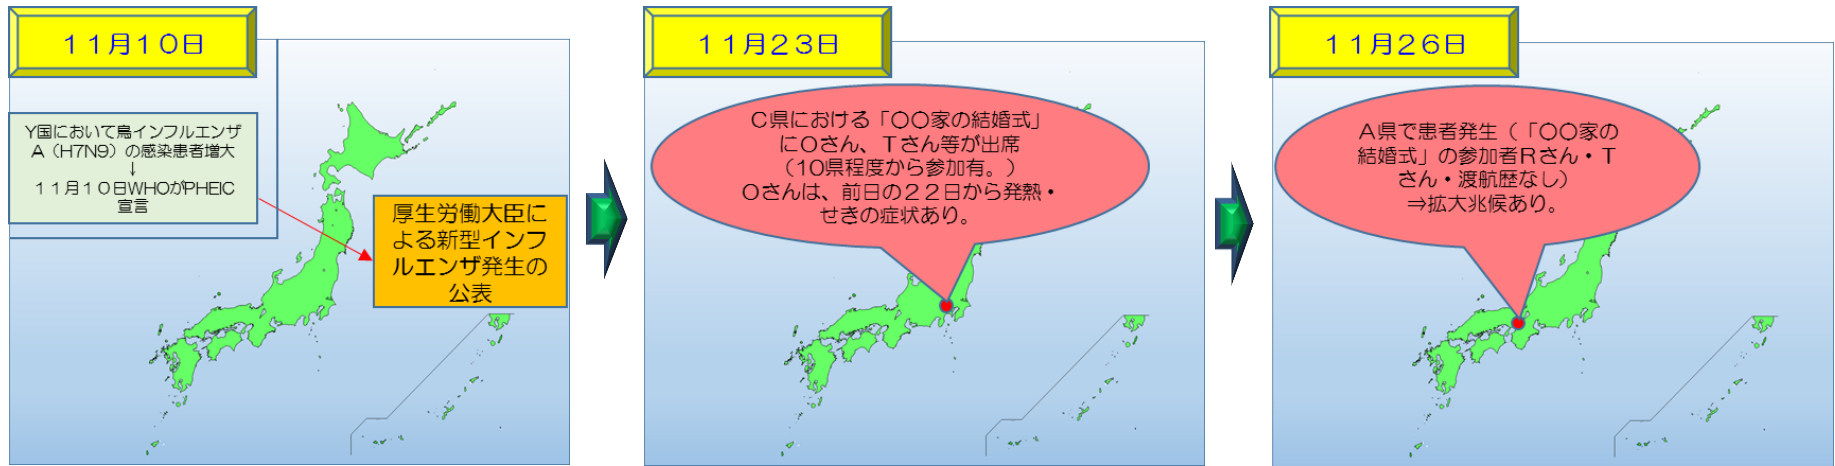 １１月１０日
Y国において鳥インフルエンザ
A（H7N9）の感染患者増大
↓
１１月１０日WHOがPHEIC
宣言
厚生労働大臣に
よる新型インフ
ルエンザ発生の
公表
１１月２３日
Ｃ県における「〇〇家の結婚式」
にＯさん、Ｔさん等が出席
（10県程度から参加有。）
Ｏさんは、前日の２２日から発熱・
せきの症状あり。
１１月２６日
Ａ県で患者発生（「〇〇家の
結婚式」の参加者Ｒさん・Ｔ
さん・渡航歴なし）
⇒拡大兆候あり。